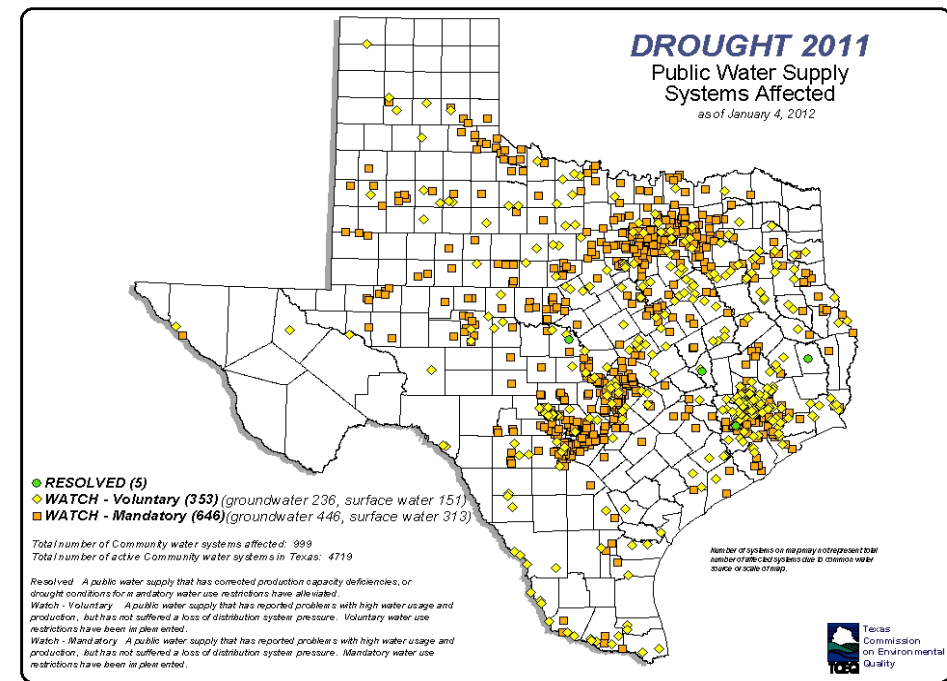 DROUGHT 2011
Public Water Supply
Systems Affected
as of January 4, 2012
RESOLVED (5)
WATCH - Voluntary (353) (groundwater 236, surface water 151)
WATCH - Mandatory (646) (groundwater 446, surface water 313)
Total number of Community water systems affected: 999
Total number of active Community water systems in Texas: 4719
Number of systems on map may not represent total
number of affected systems due to common water
source or scale of map.
Resolved A public water supply that has corrected production capacity deficiencies, or
drought conditions for mandatory water use restrictions have alleviated.
Watch - Voluntary A public water supply that has reported problems with high water usage and
production, but has not suffered a loss of distribution system pressure. Voluntary water use
restrictions have been implemented.
Watch - Mandatory A public water supply that has reported problems with high water usage and
production, but has not suffered a loss of distribution system pressure. Mandatory water use
restrictions have been implemented.
Texas
Commission
on Environmental
Quality
TCEQ